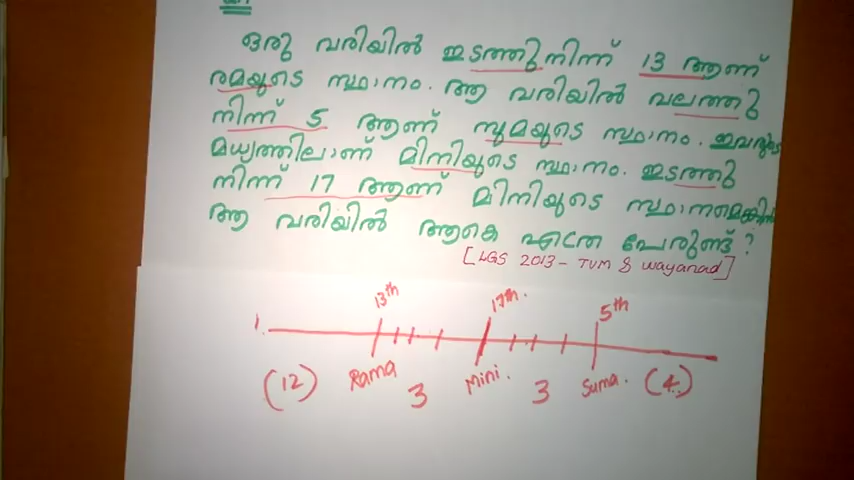 ഒരു വരിയിൽ ഇടത്തുനിന്ന് 13 ആണ്
രമയുടെ സ്ഥാനം. ആ വരിയിൽ വലത്തു
നിന്ന് 5 ആണ് സുമയുടെ സ്ഥാനം. ഇവരുടെ
മധ്യത്തിലാണ് മിനിയുടെ സ്ഥാനം. ഇടത്തു
നിന്ന് 17 ആണ് മിനിയുടെ സ്ഥാനമെങ്കിൽ
ആ വരിയിൽ ആകെ എത്ര പേരുണ്ട് ?
[LGS 2013 - TVM & Wayanad]
13th 17th. 5th
Rama Mini. Suma.
(12) 3 3 (4)